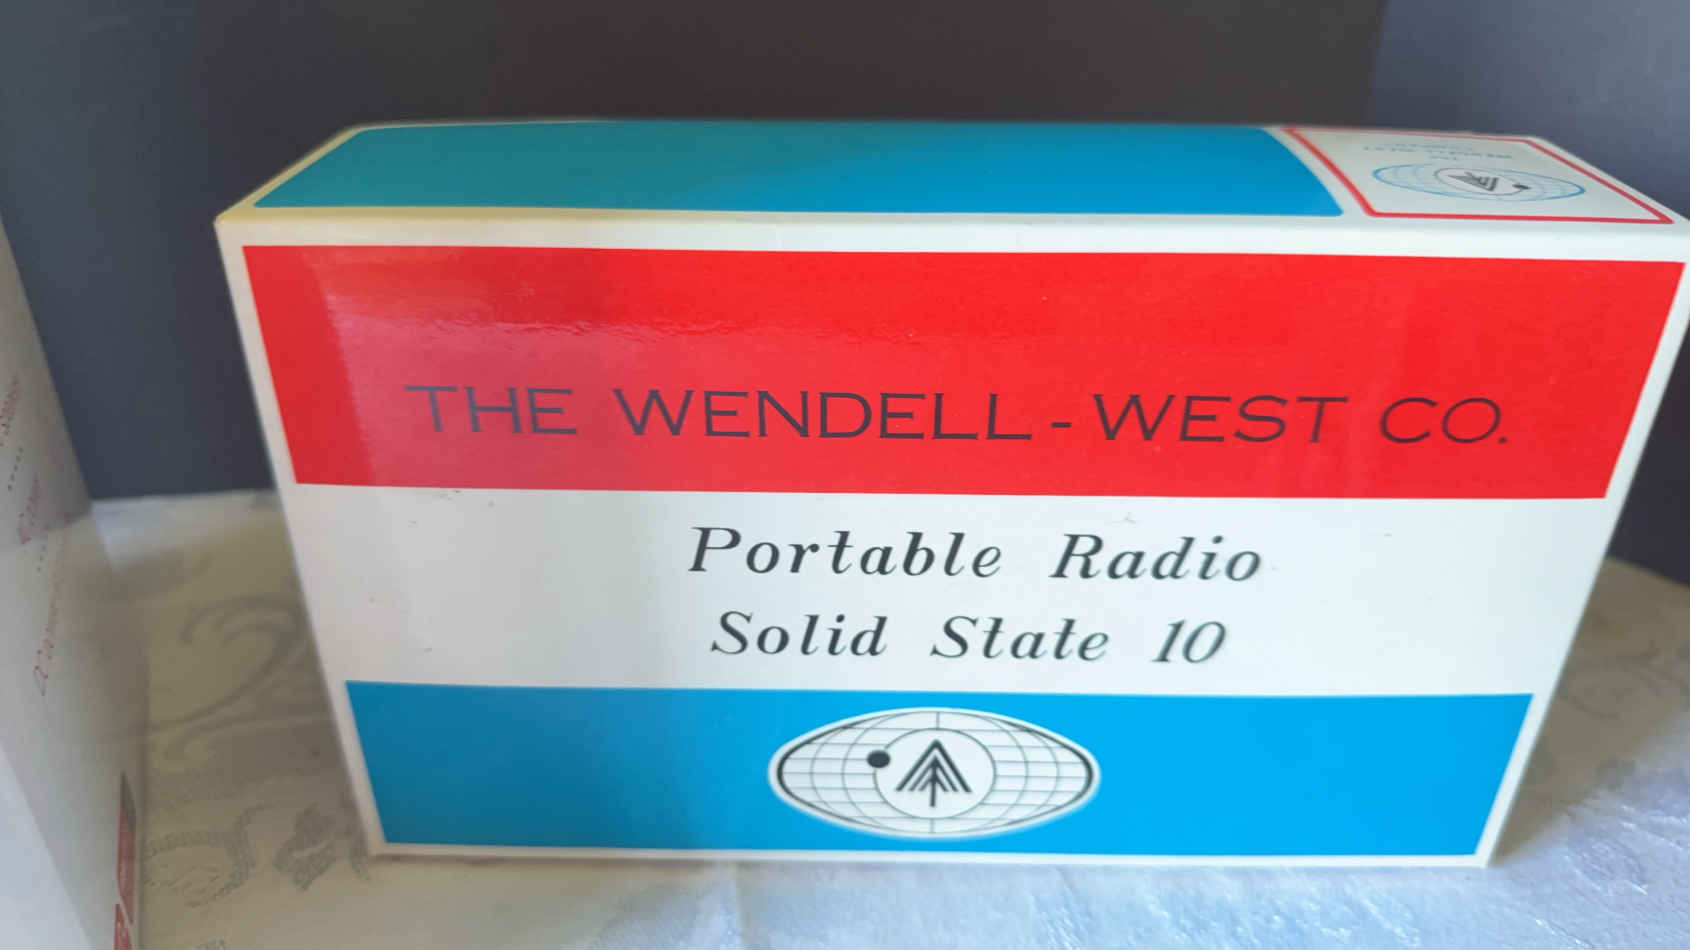 THE WENDELL - WEST CO.
Portable Radio
Solid State 10